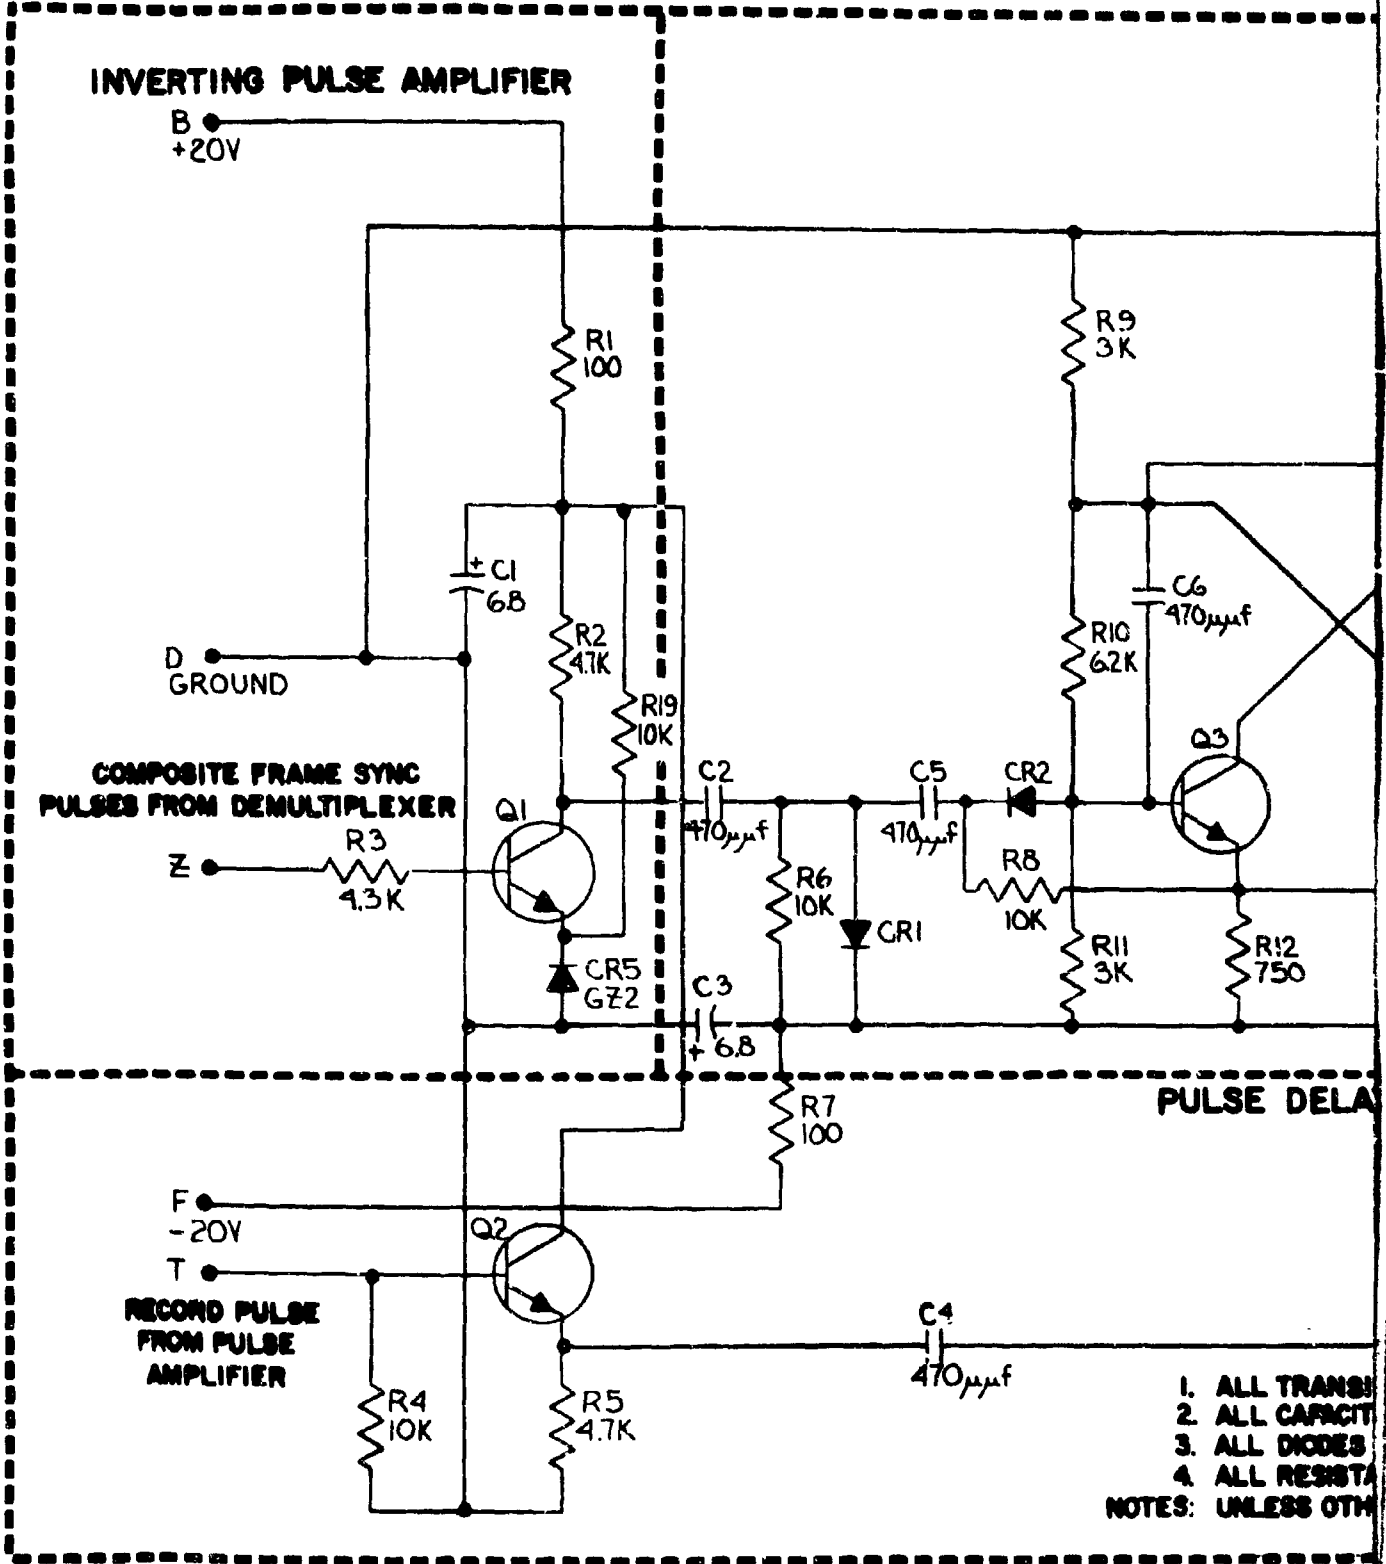 INVERTING PULSE AMPLIFIER
B
+20V
R1
100
R9
3K
+ C1
6.8
C6
470μμf
R2
4.7K
R10
6.2K
D
GROUND
R19
10K
Q3
COMPOSITE FRAME SYNC
PULSES FROM DEMULTIPLEXER
Q1
C2
470μμf
C5
470μμf
CR2
R3
4.3K
Z
R6
10K
R8
10K
CR1
R11
3K
R12
750
CR5
GZ2
C3
+ 6.8
PULSE DELA
R7
100
F
-20V
Q2
T
RECORD PULSE
FROM PULSE
AMPLIFIER
C4
470μμf
R4
10K
R5
4.7K
1. ALL TRANSI
2. ALL CAPACIT
3. ALL DIODES
4. ALL RESISTA
NOTES: UNLESS OTH